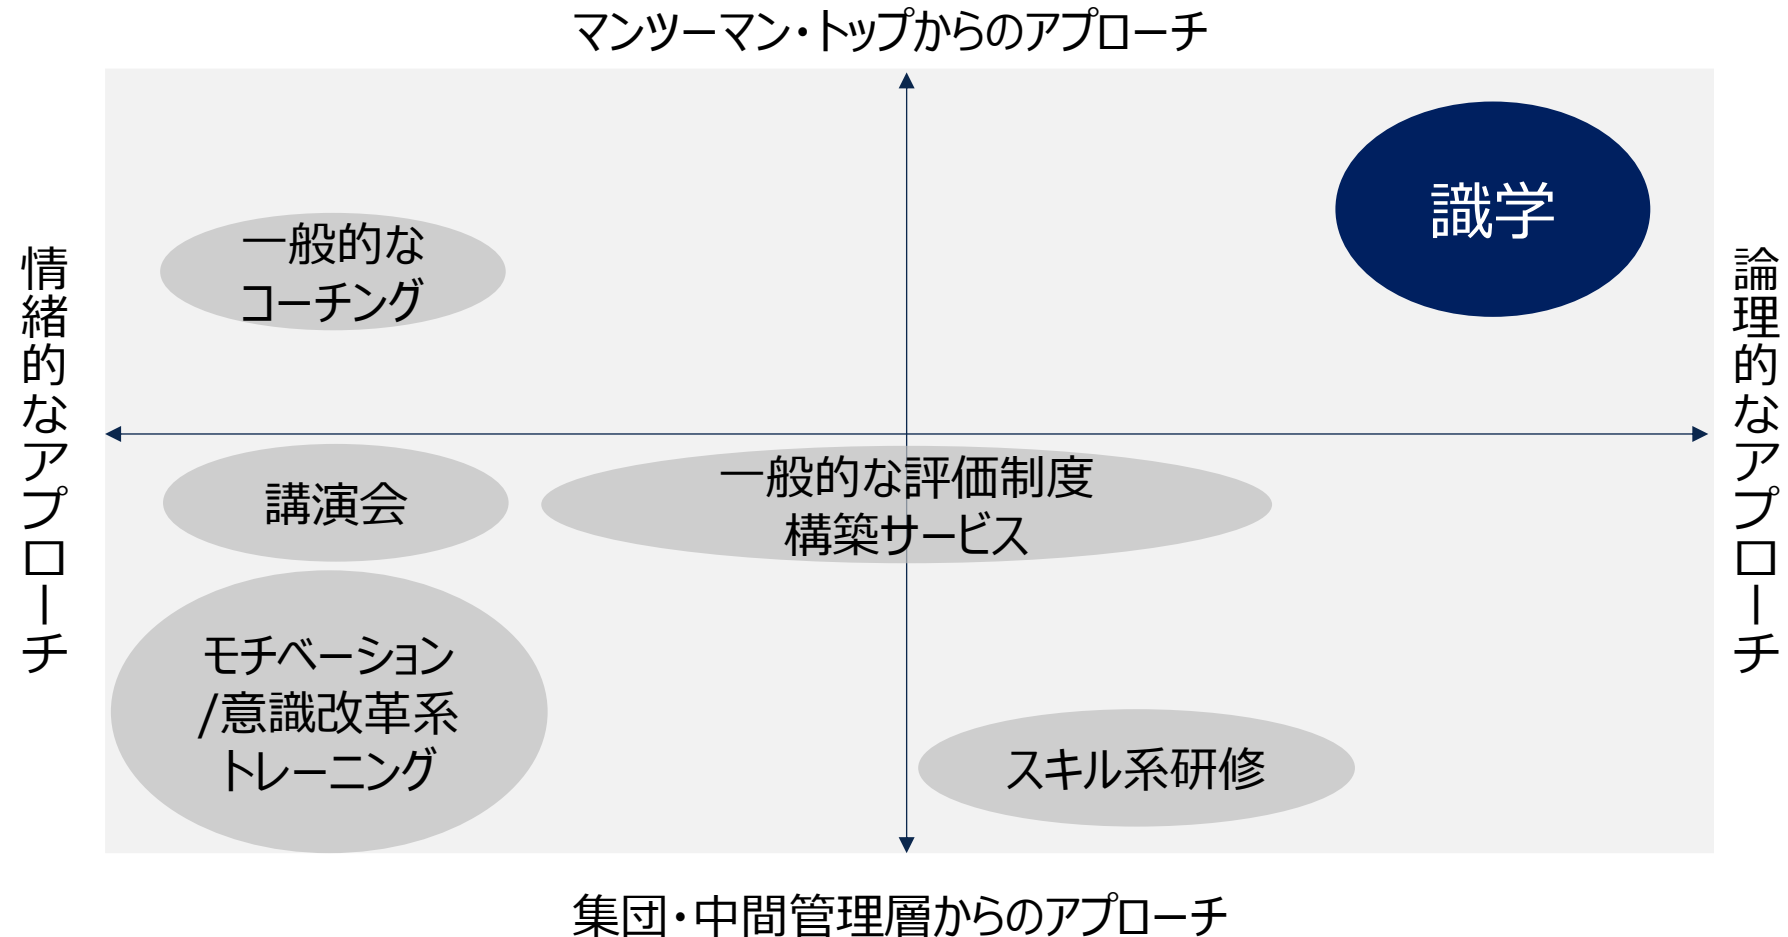 マンツーマン・トップからのアプローチ
識学
一般的な
コーチング
情緒的なアプローチ
論理的なアプローチ
講演会
一般的な評価制度
構築サービス
モチベーション
/意識改革系
トレーニング
スキル系研修
集団・中間管理層からのアプローチ